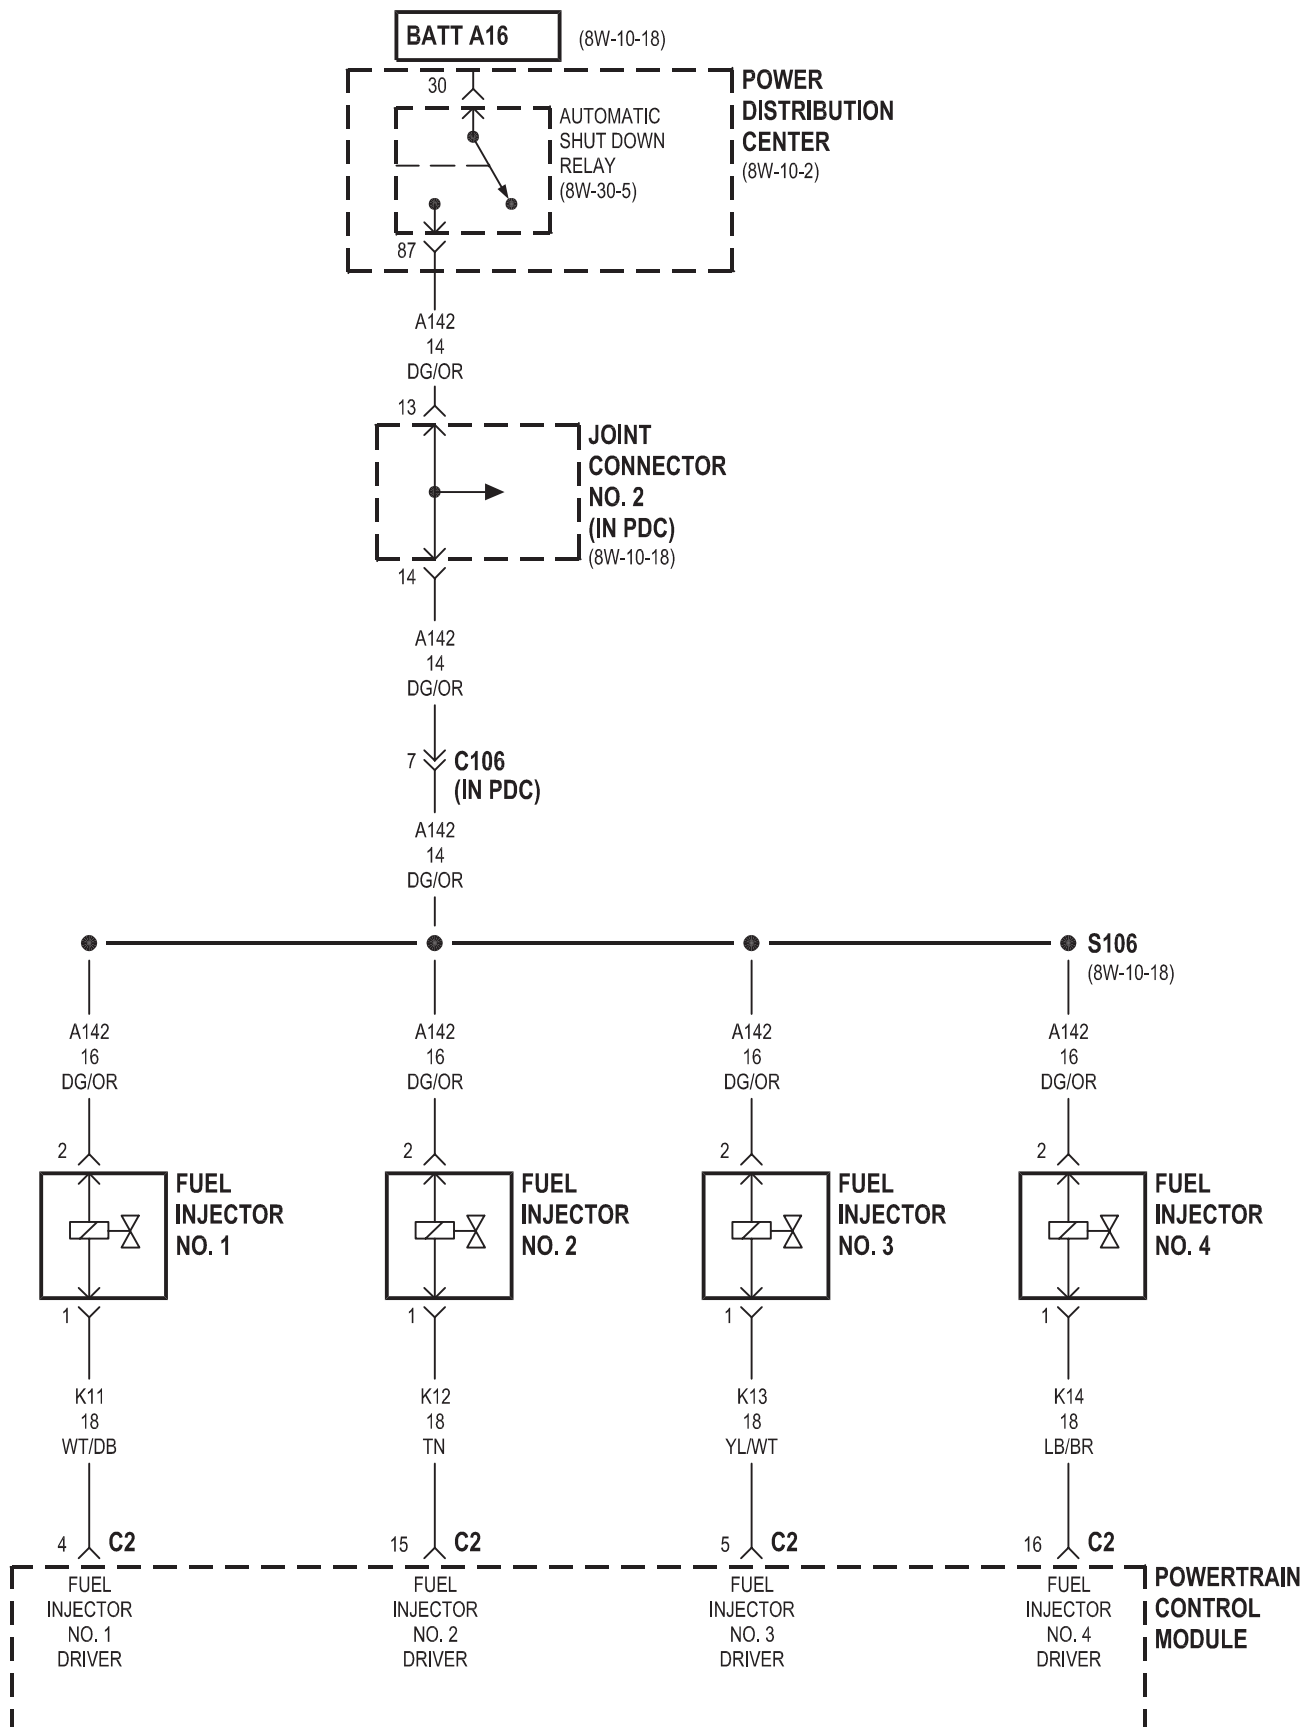 BATT A16
(8W-10-18)
30
POWER
DISTRIBUTION
CENTER
(8W-10-2)
AUTOMATIC
SHUT DOWN
RELAY
(8W-30-5)
87
A142
14
DG/OR
13
JOINT
CONNECTOR
NO. 2
(IN PDC)
(8W-10-18)
14
A142
14
DG/OR
7
C106
(IN PDC)
A142
14
DG/OR
S106
(8W-10-18)
A142
16
DG/OR
A142
16
DG/OR
A142
16
DG/OR
A142
16
DG/OR
2
FUEL
INJECTOR
NO. 1
2
FUEL
INJECTOR
NO. 2
2
FUEL
INJECTOR
NO. 3
2
FUEL
INJECTOR
NO. 4
1
K11
18
WT/DB
1
K12
18
TN
1
K13
18
YL/WT
1
K14
18
LB/BR
4 C2
15 C2
5 C2
16 C2
FUEL
INJECTOR
NO. 1
DRIVER
FUEL
INJECTOR
NO. 2
DRIVER
FUEL
INJECTOR
NO. 3
DRIVER
FUEL
INJECTOR
NO. 4
DRIVER
POWERTRAIN
CONTROL
MODULE